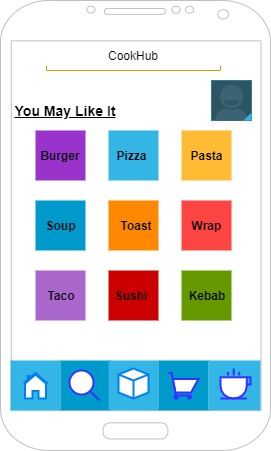 CookHub
You May Like It
Burger Pizza Pasta
Soup Toast Wrap
Taco Sushi Kebab